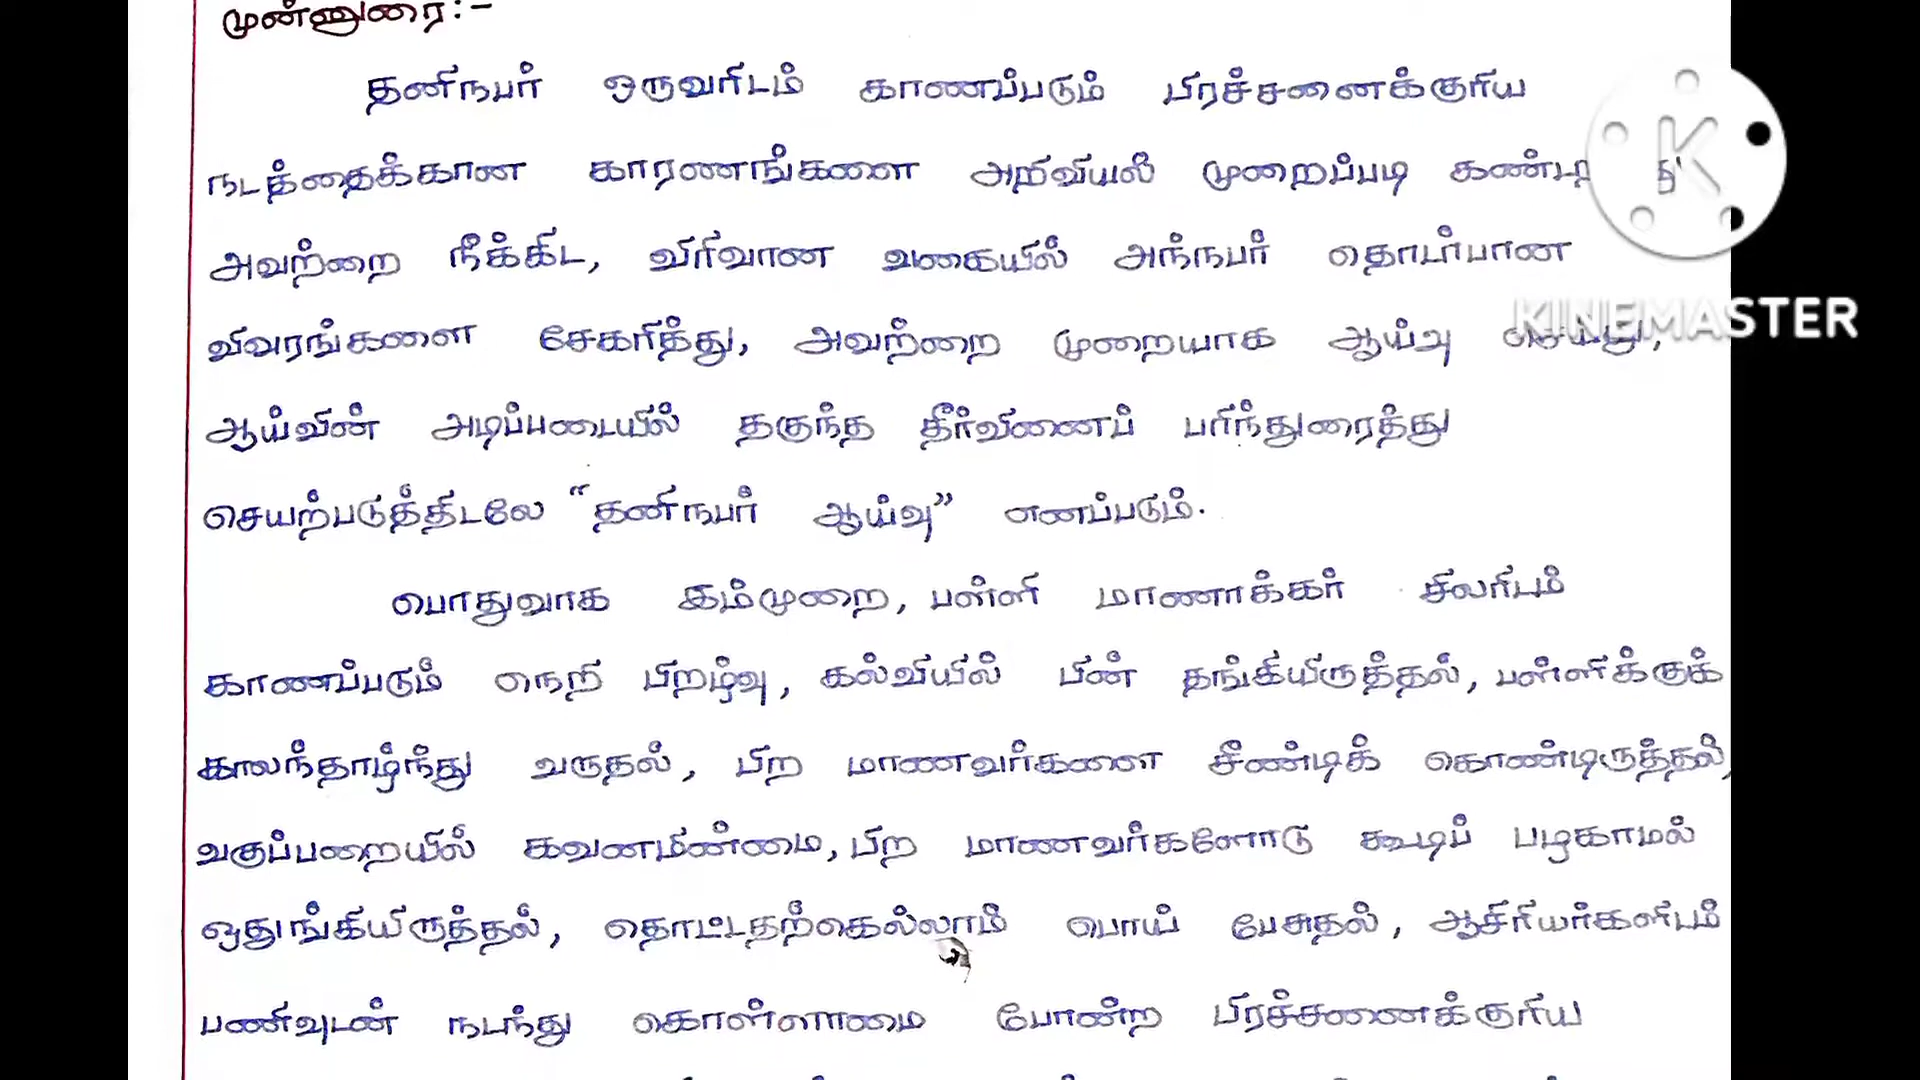 முன்னுரை:-
தனிநபர் ஒருவரிடம் காணப்படும் பிரச்சனைக்குரிய
நடத்தைக்கான காரணங்களை அறிவியல் முறைப்படி
அவற்றை நீக்கிட, விரிவான வகையில் அந்நபர் தொடர்பான
விவரங்களை சேகரித்து, அவற்றை முறையாக ஆய்வு செய்து,
KINEMASTER
ஆய்வின் அடிப்படையில் தகுந்த தீர்வினைப் பரிந்துரைத்து
செயற்படுத்திடலே "தனிநபர் ஆய்வு" எனப்படும்.
பொதுவாக இம்முறை, பள்ளி மாணாக்கர் சிலரிடம்
காணப்படும் நெறி பிறழ்வு, கல்வியில் பின் தங்கியிருத்தல், பள்ளிக்குக்
காலந்தாழ்ந்து வருதல், பிற மாணவர்களை சீண்டிக் கொண்டிருத்தல்,
வகுப்பறையில் கவனமின்மை, பிற மாணவர்களோடு கூடிப் பழகாமல்
ஒதுங்கியிருத்தல், தொட்டதற்கெல்லாம் பொய் பேசுதல், ஆசிரியர்களிடம்
பணிவுடன் நடந்து கொள்ளாமை போன்ற பிரச்சனைக்குரிய